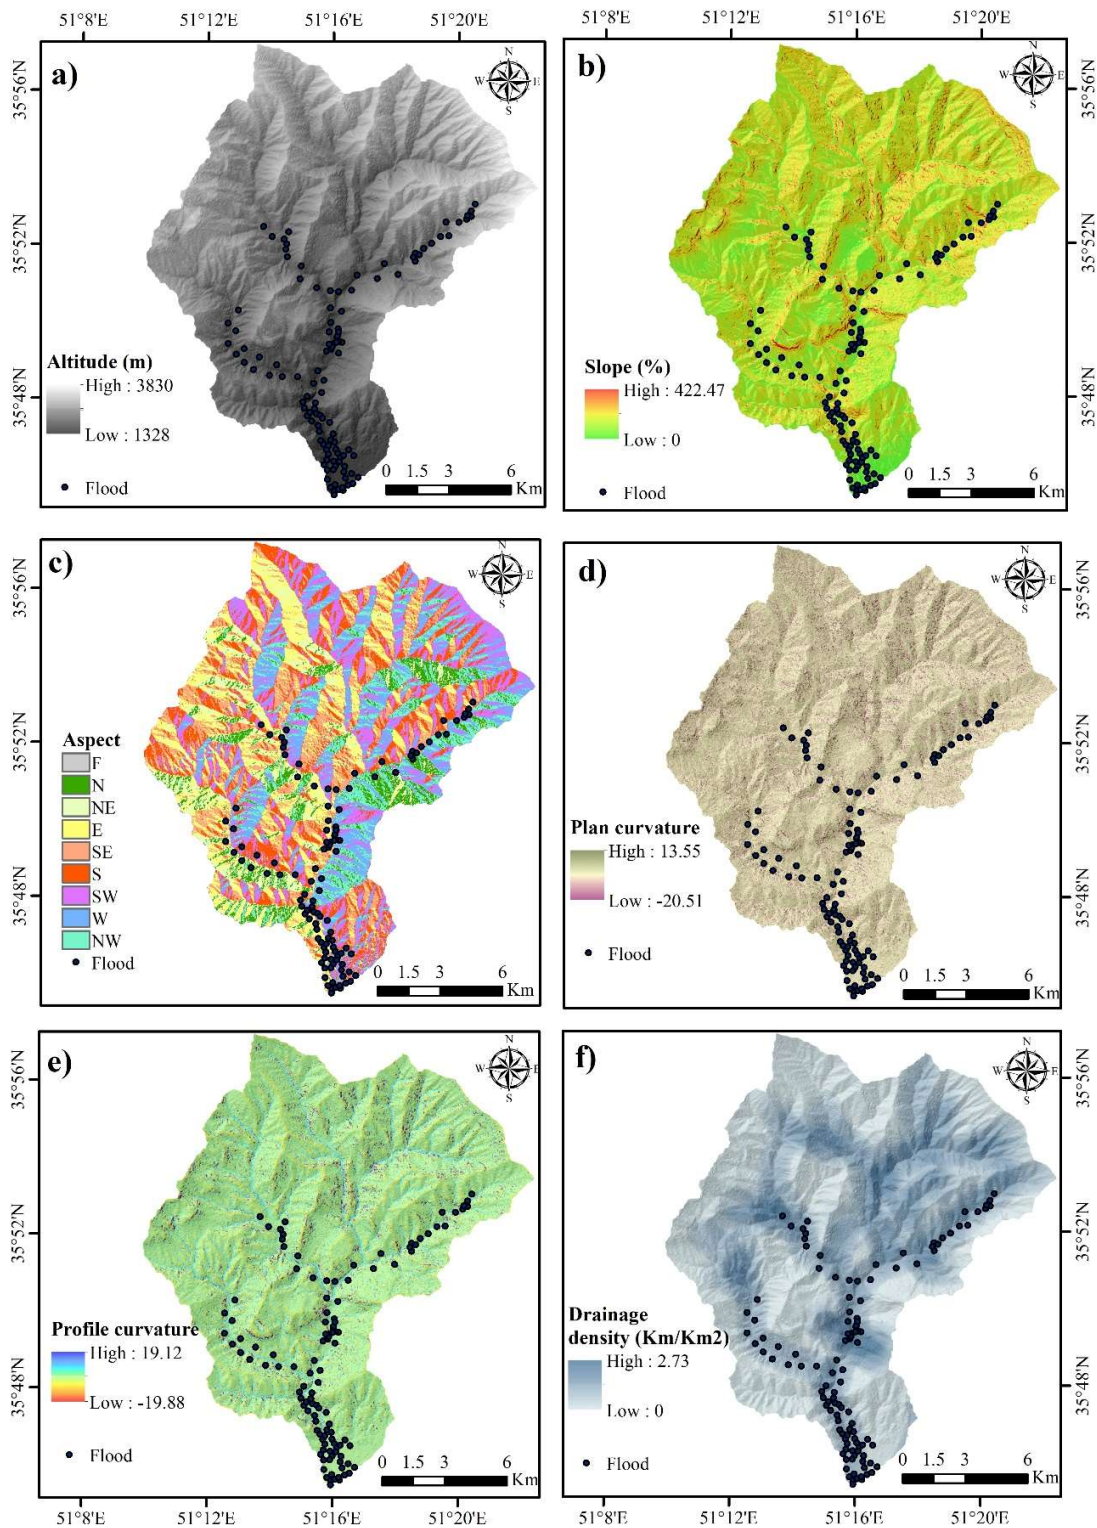 51°8'E 51°12'E 51°16'E 51°20'E 51°8'E 51°12'E 51°16'E 51°20'E
a)
N
W E
S
35°56'N
35°52'N
35°48'N
Altitude (m)
High : 3830
Low : 1328
Flood
0 1.5 3 6
Km
b)
N
W E
S
35°56'N
35°52'N
35°48'N
Slope (%)
High : 422.47
Low : 0
Flood
0 1.5 3 6
Km
c)
N
W E
S
35°56'N
35°52'N
35°48'N
Aspect
F
N
NE
E
SE
S
SW
W
NW
Flood
0 1.5 3 6
Km
d)
N
W E
S
35°56'N
35°52'N
35°48'N
Plan curvature
High : 13.55
Low : -20.51
Flood
0 1.5 3 6
Km
e)
N
W E
S
35°56'N
35°52'N
35°48'N
Profile curvature
High : 19.12
Low : -19.88
Flood
0 1.5 3 6
Km
f)
N
W E
S
35°56'N
35°52'N
35°48'N
Drainage
density (Km/Km2)
High : 2.73
Low : 0
Flood
0 1.5 3 6
Km
51°8'E 51°12'E 51°16'E 51°20'E 51°8'E 51°12'E 51°16'E 51°20'E